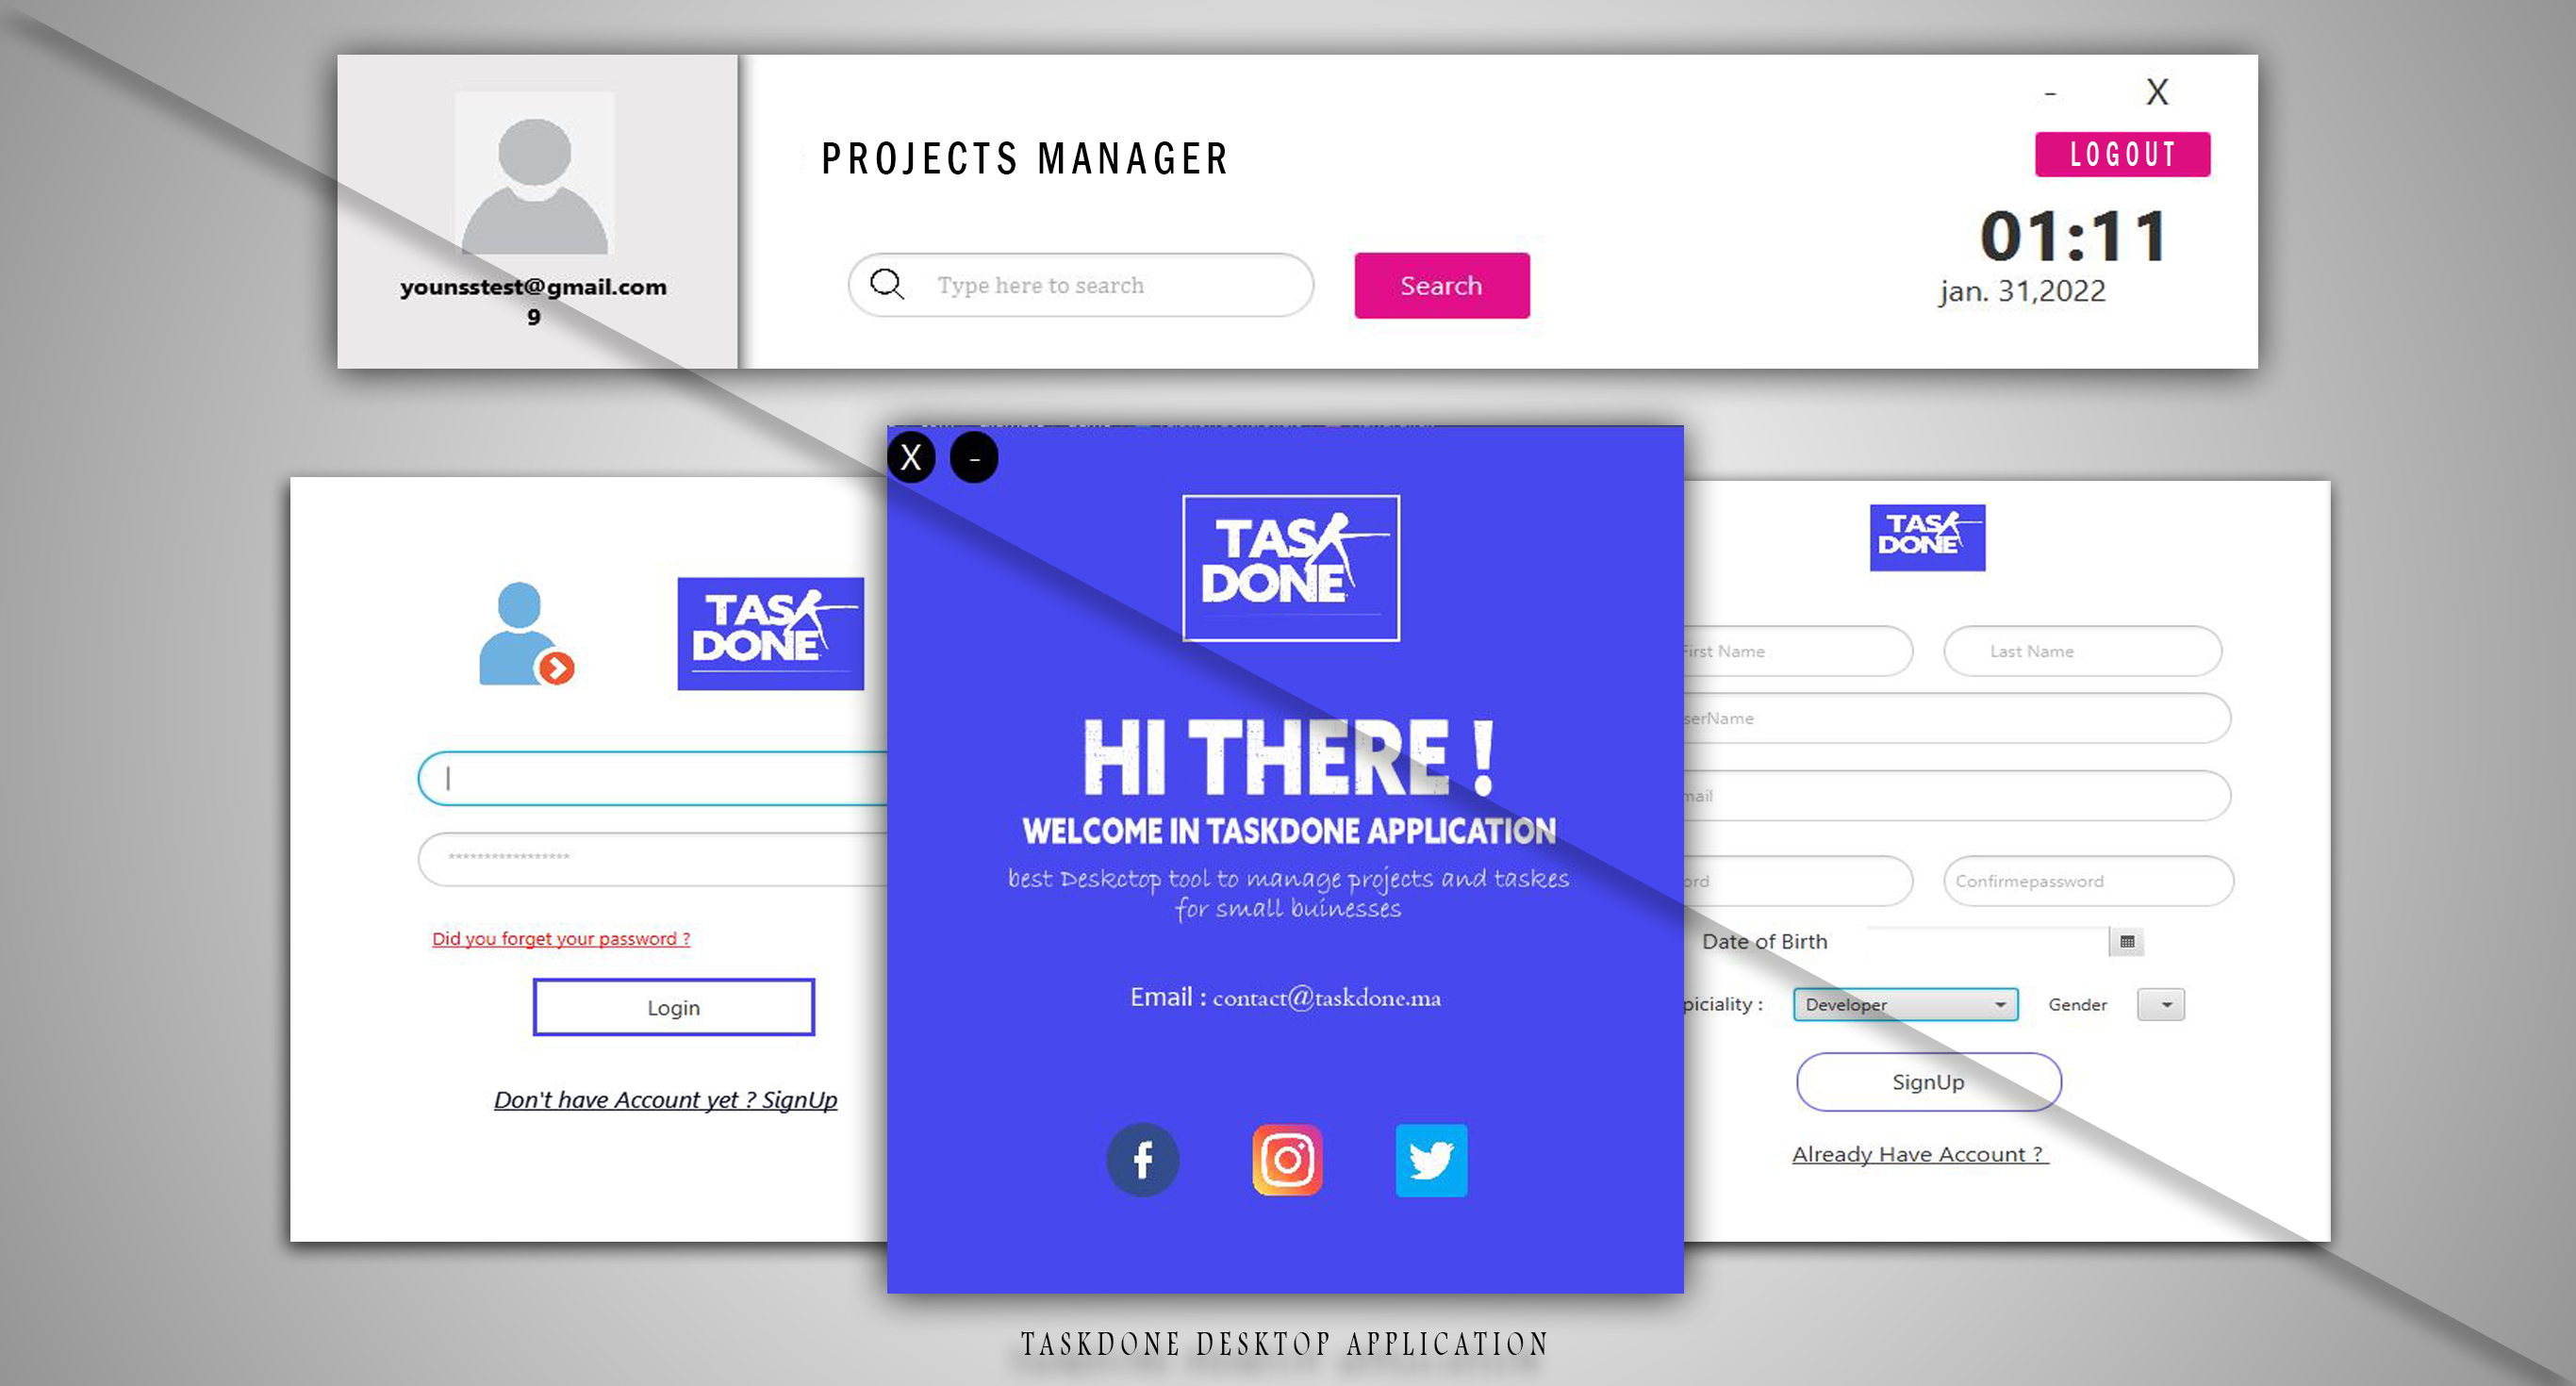 - X
PROJECTS MANAGER
LOGOUT
01:11
jan. 31,2022
Type here to search
Search
younsstest@gmail.com
9
TASK
DONE
*****************
Did you forget your password ?
Login
Don't have Account yet ? SignUp
X -
TASK
DONE
HI THERE !
WELCOME IN TASKDONE APPLICATION
best Deskctop tool to manage projects and taskes
for small buinesses
Email : contact@taskdone.ma
TASK
DONE
First Name
Last Name
serName
mail
ord
Confirmepassword
Date of Birth
piciality :
Developer
Gender
SignUp
Already Have Account ?
TASKDONE DESKTOP APPLICATION